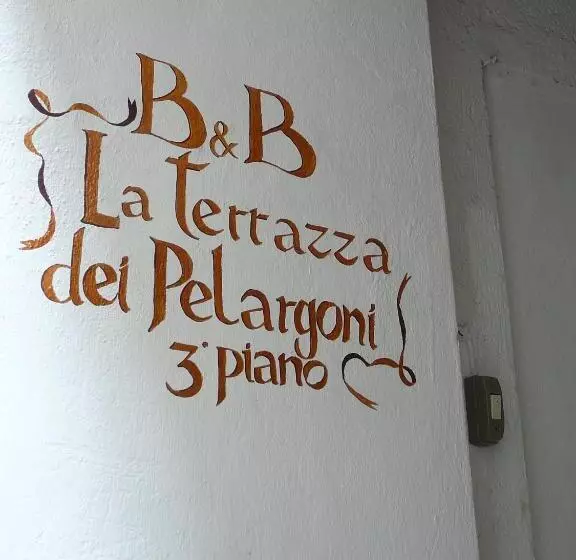 B & B
La Terrazza
dei Pelargoni
3° piano